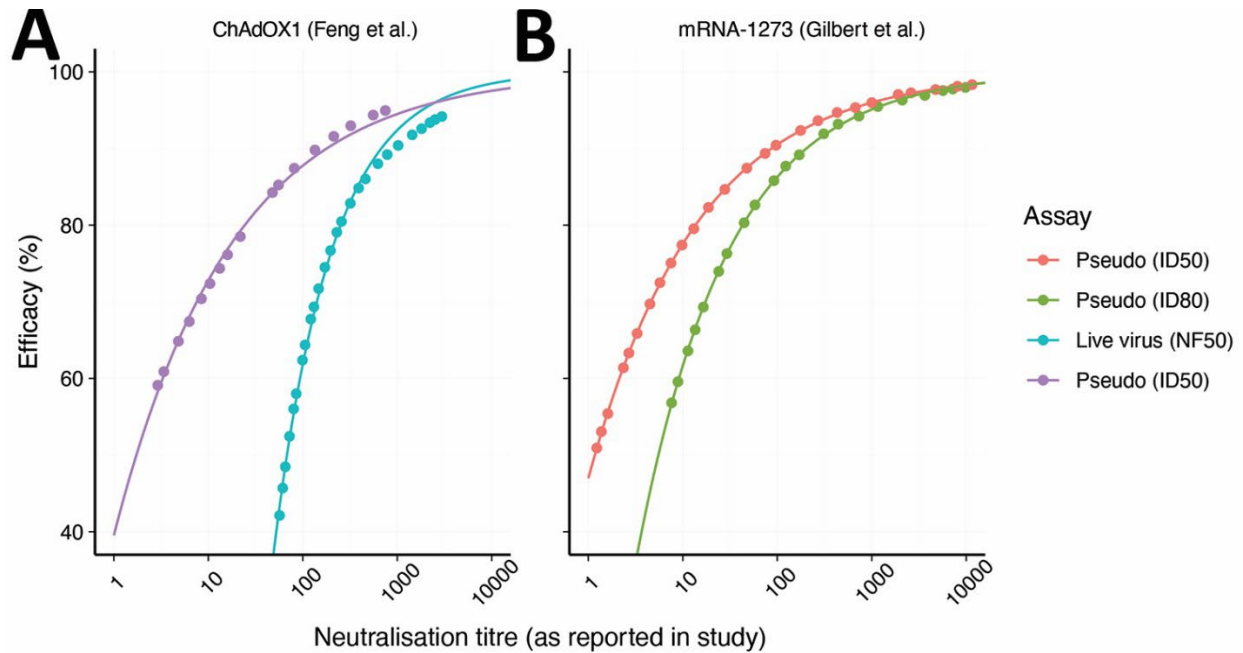 A
ChAdOX1 (Feng et al.)
B
mRNA-1273 (Gilbert et al.)
Efficacy (%)
100
80
60
40
1
10
100
1000
10000
1
10
100
1000
10000
Neutralisation titre (as reported in study)
Assay
Pseudo (ID50)
Pseudo (ID80)
Live virus (NF50)
Pseudo (ID50)